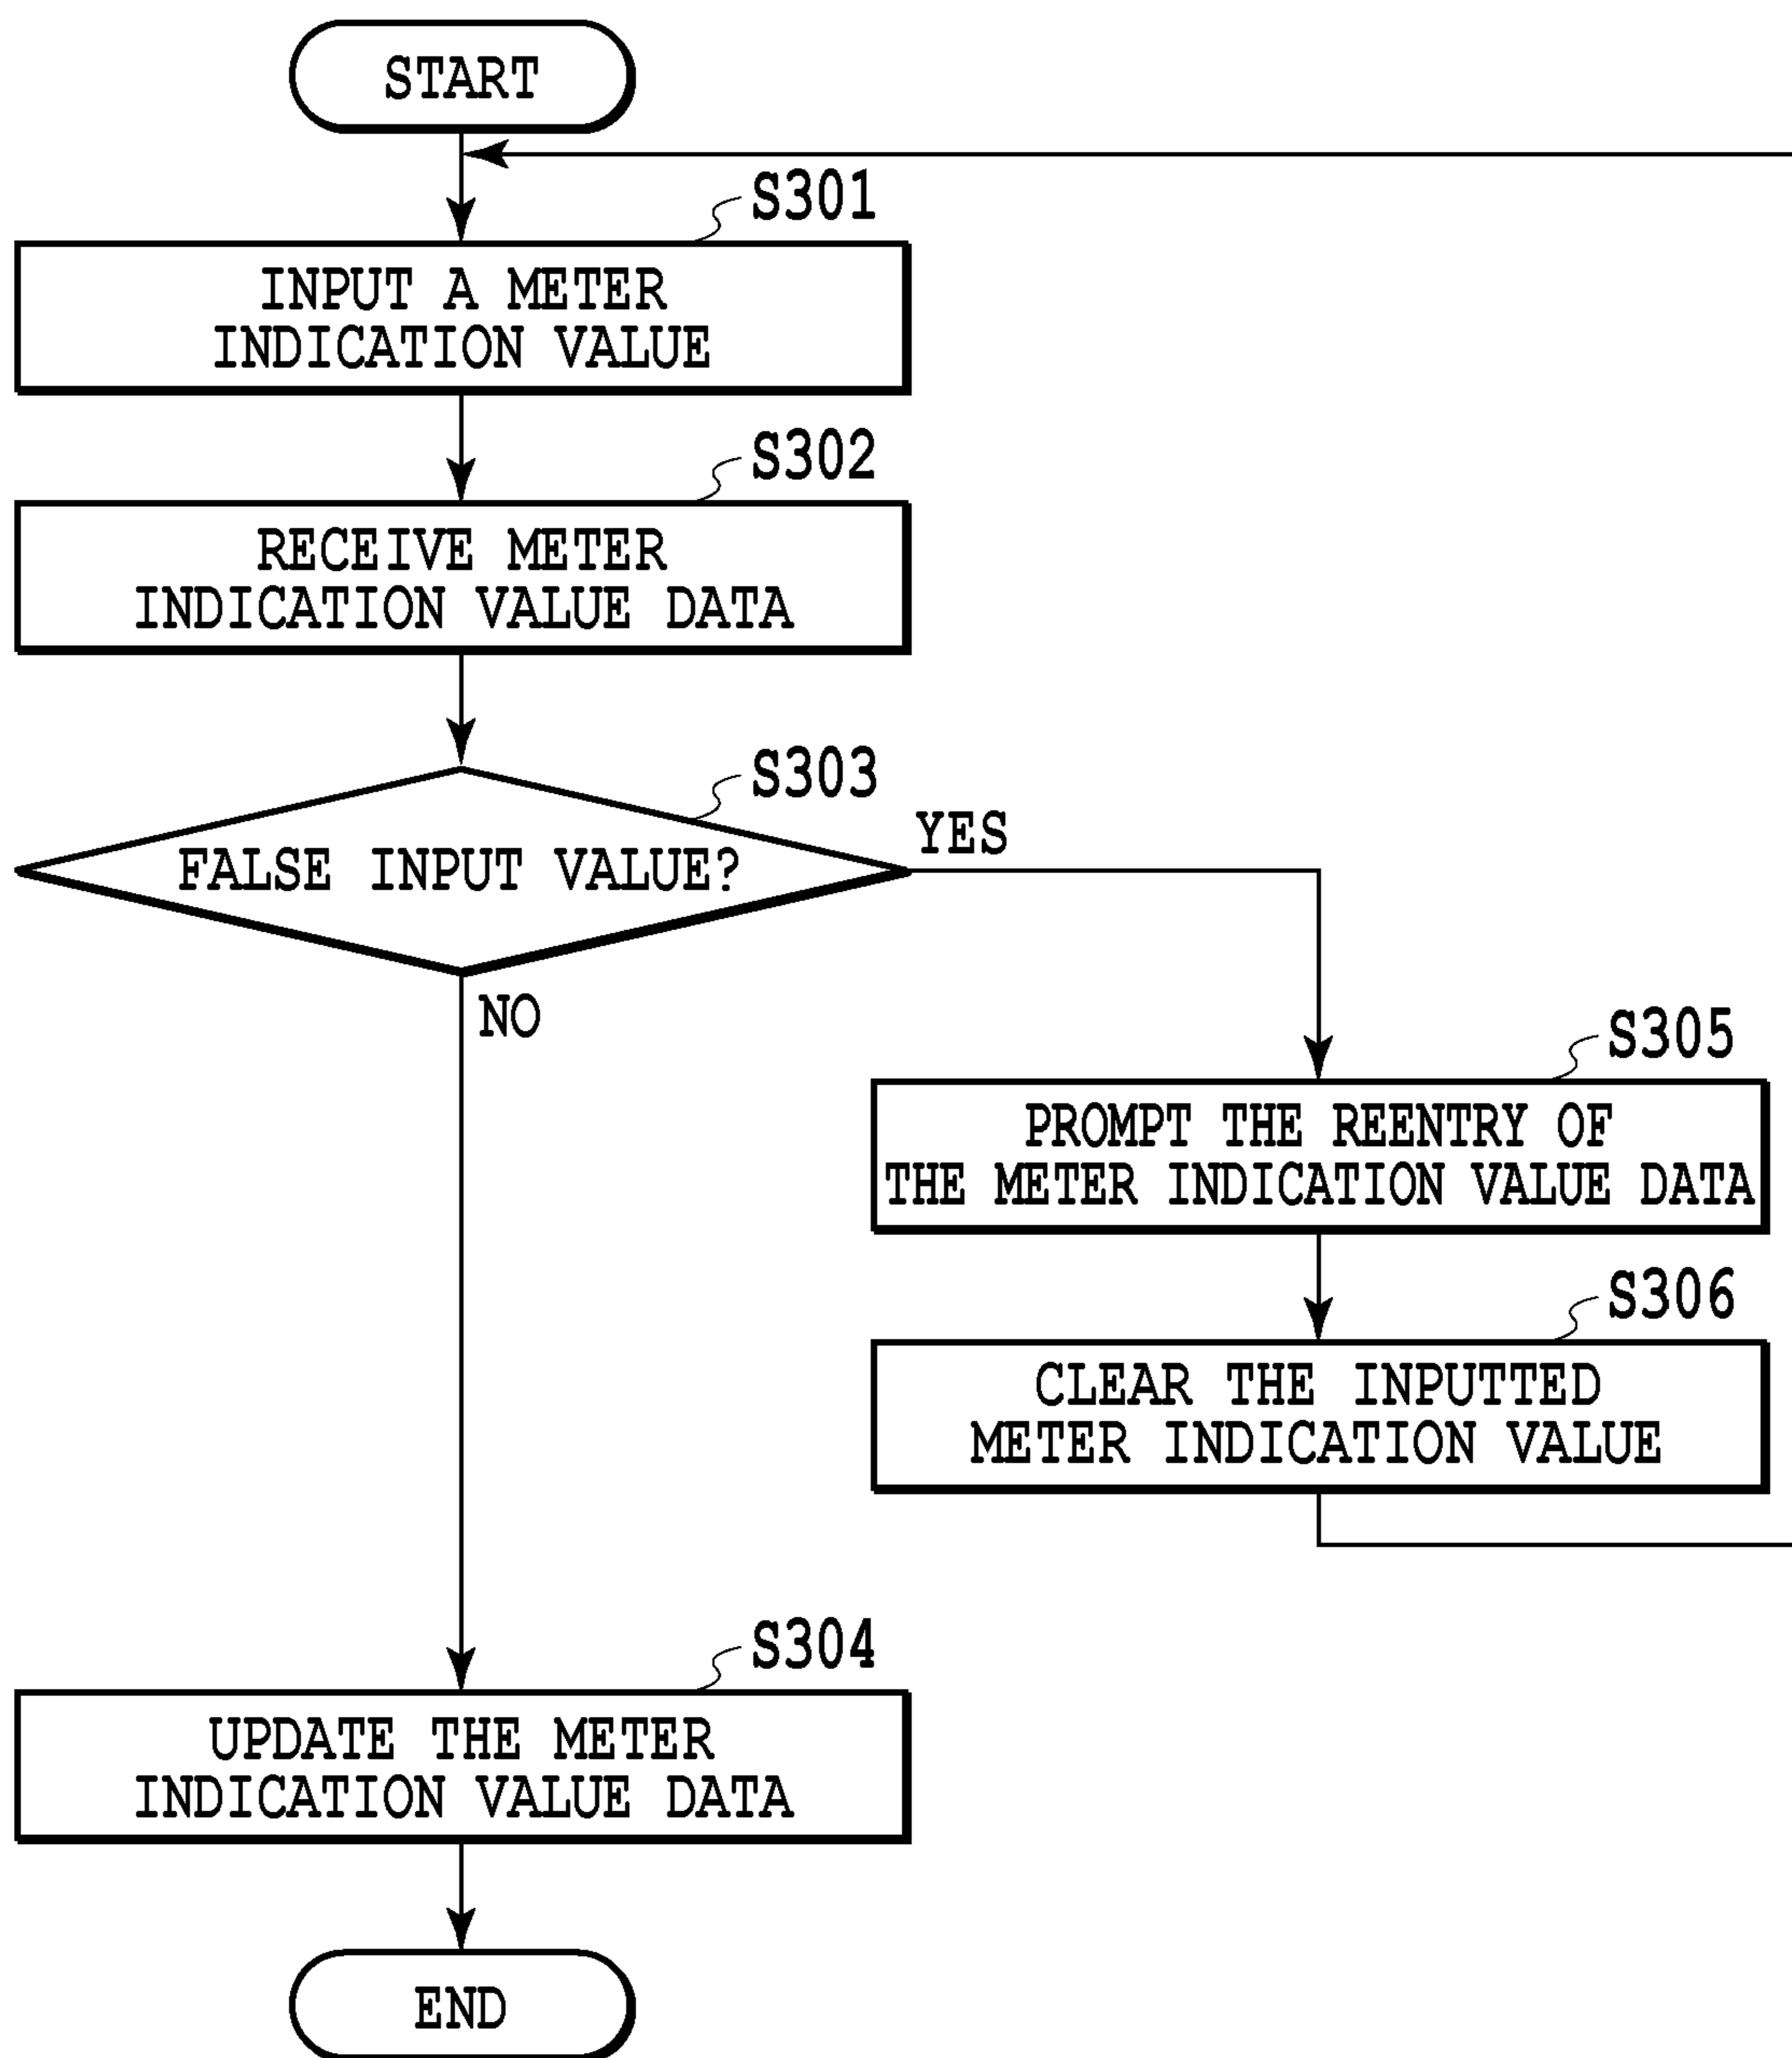 START
S301
INPUT A METER
INDICATION VALUE
S302
RECEIVE METER
INDICATION VALUE DATA
S303
FALSE INPUT VALUE?
YES
NO
S305
PROMPT THE REENTRY OF
THE METER INDICATION VALUE DATA
S306
CLEAR THE INPUTTED
METER INDICATION VALUE
S304
UPDATE THE METER
INDICATION VALUE DATA
END